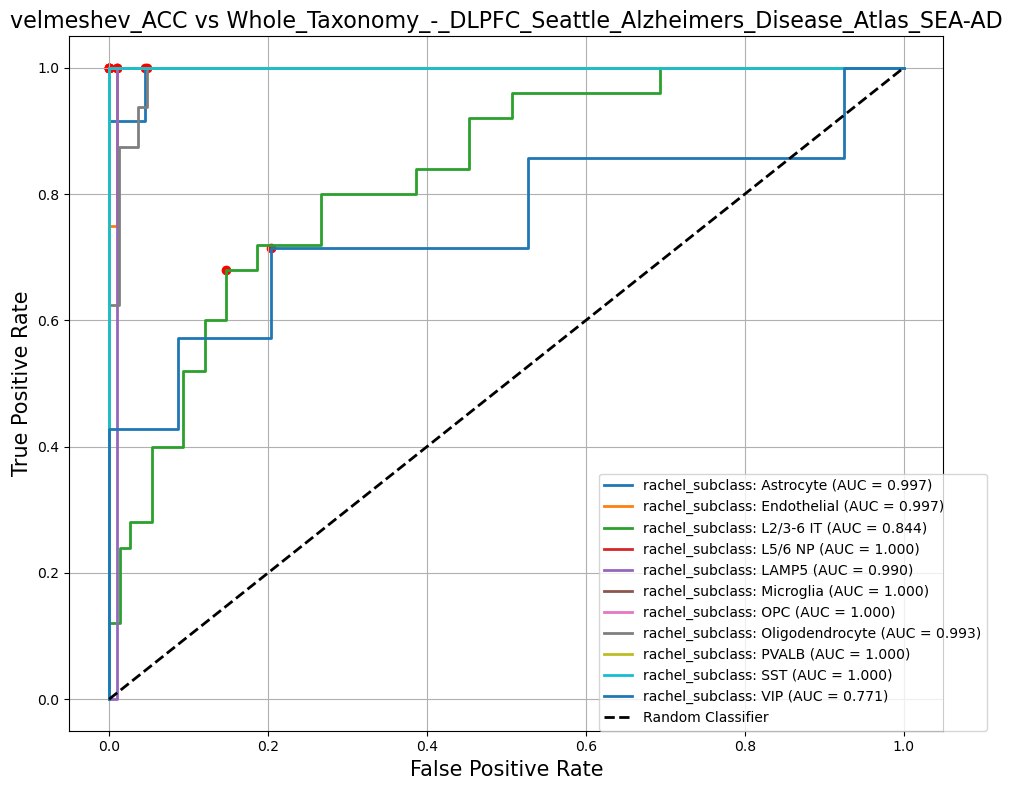 velmeshev_ACC vs Whole_Taxonomy_-_DLPFC_Seattle_Alzheimers_Disease_Atlas_SEA-AD
True Positive Rate
1.0
0.8
0.6
0.4
0.2
0.0
rachel_subclass: Astrocyte (AUC = 0.997)
rachel_subclass: Endothelial (AUC = 0.997)
rachel_subclass: L2/3-6 IT (AUC = 0.844)
rachel_subclass: L5/6 NP (AUC = 1.000)
rachel_subclass: LAMP5 (AUC = 0.990)
rachel_subclass: Microglia (AUC = 1.000)
rachel_subclass: OPC (AUC = 1.000)
rachel_subclass: Oligodendrocyte (AUC = 0.993)
rachel_subclass: PVALB (AUC = 1.000)
rachel_subclass: SST (AUC = 1.000)
rachel_subclass: VIP (AUC = 0.771)
Random Classifier
0.0 0.2 0.4 0.6 0.8 1.0
False Positive Rate